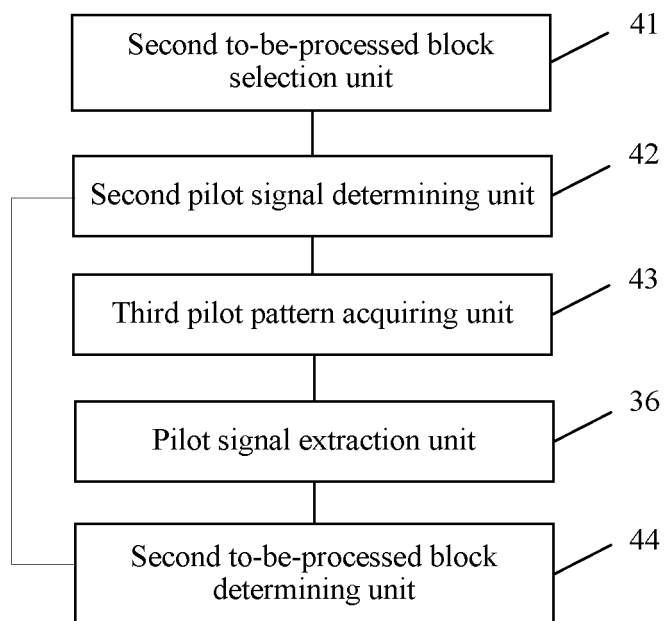 Second to-be-processed block
selection unit
41
Second pilot signal determining unit
42
Third pilot pattern acquiring unit
43
Pilot signal extraction unit
36
Second to-be-processed block
determining unit
44